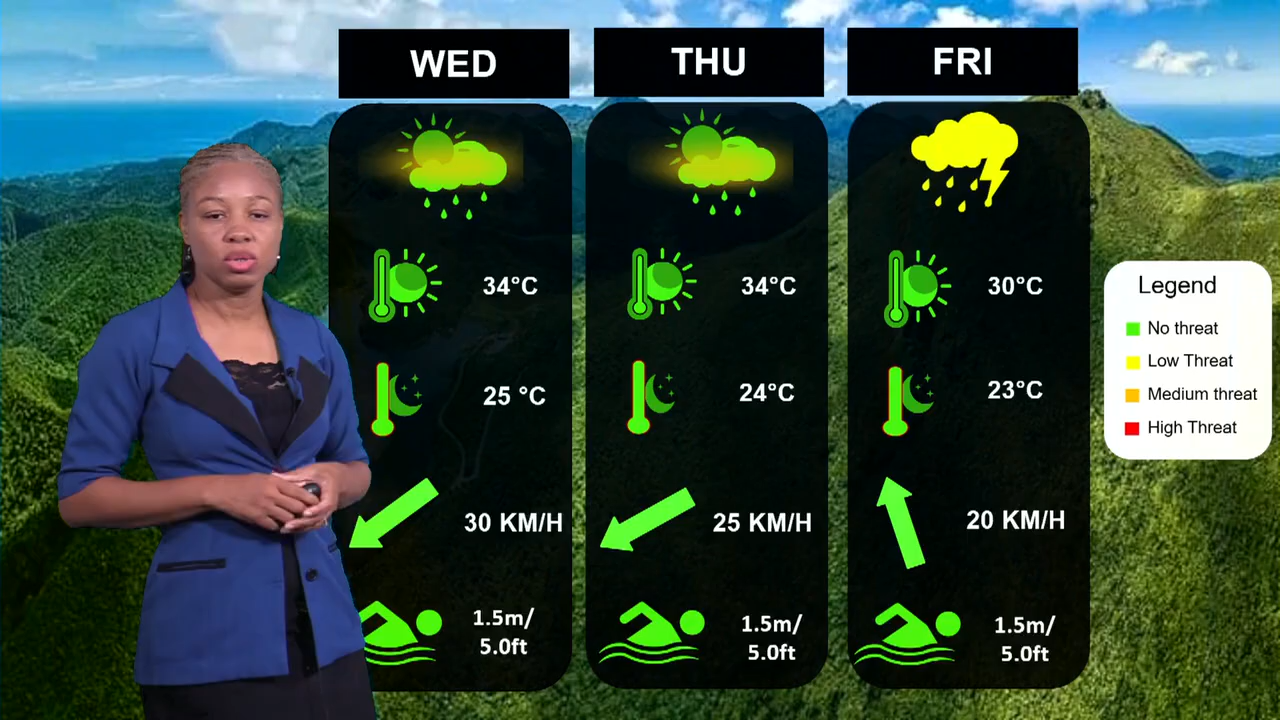 WED
THU
FRI
34°C
34°C
30°C
25 °C
24°C
23°C
30 KM/H
25 KM/H
20 KM/H
1.5m/
5.0ft
1.5m/
5.0ft
1.5m/
5.0ft
Legend
No threat
Low Threat
Medium threat
High Threat